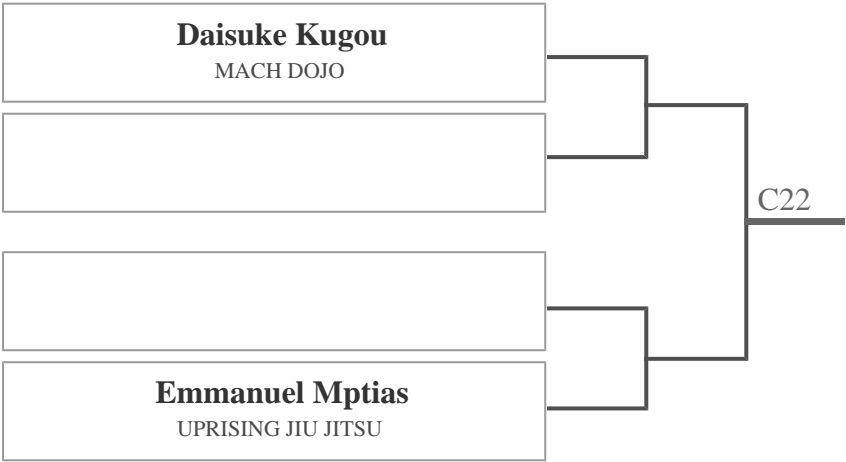 Daisuke Kugou
MACH DOJO
C22
Emmanuel Mptias
UPRISING JIU JITSU